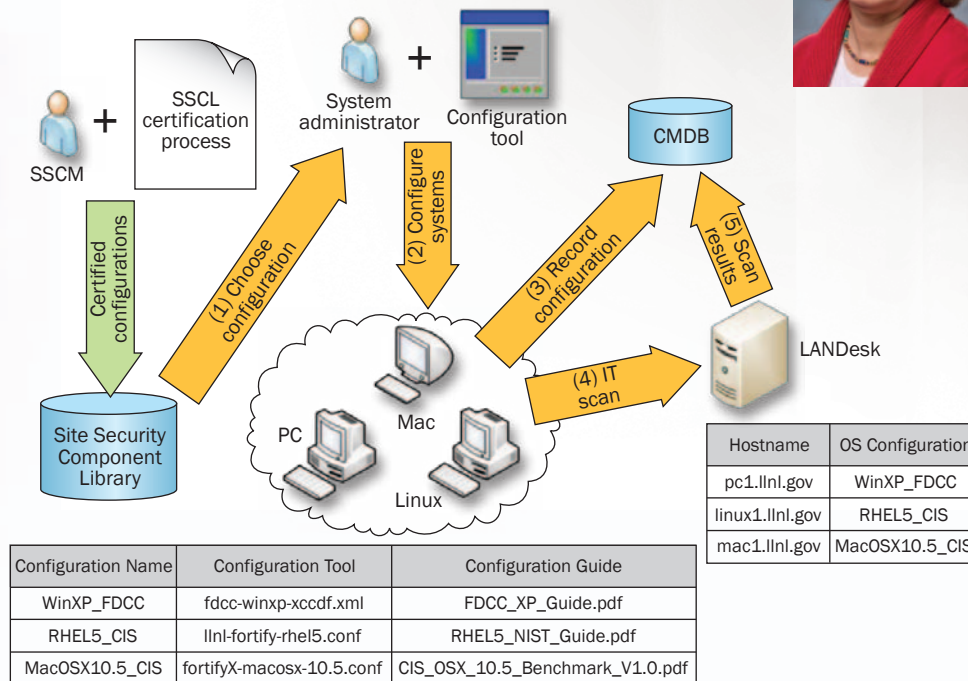 SSCM
+
SSCL
certification
process
System
administrator
+
Configuration
tool
CMDB
Certified
configurations
(1) Choose
configuration
(2) Configure
systems
(3) Record
configuration
(4) IT
scan
(5) Scan
results
LANDesk
Site Security
Component
Library
PC
Mac
Linux
Hostname OS Configuration
pc1.llnl.gov WinXP_FDCC
linux1.llnl.gov RHEL5_CIS
mac1.llnl.gov MacOSX10.5_CIS
Configuration Name Configuration Tool Configuration Guide
WinXP_FDCC fdcc-winxp-xccdf.xml FDCC_XP_Guide.pdf
RHEL5_CIS llnl-fortify-rhel5.conf RHEL5_NIST_Guide.pdf
MacOSX10.5_CIS fortifyX-macosx-10.5.conf CIS_OSX_10.5_Benchmark_V1.0.pdf